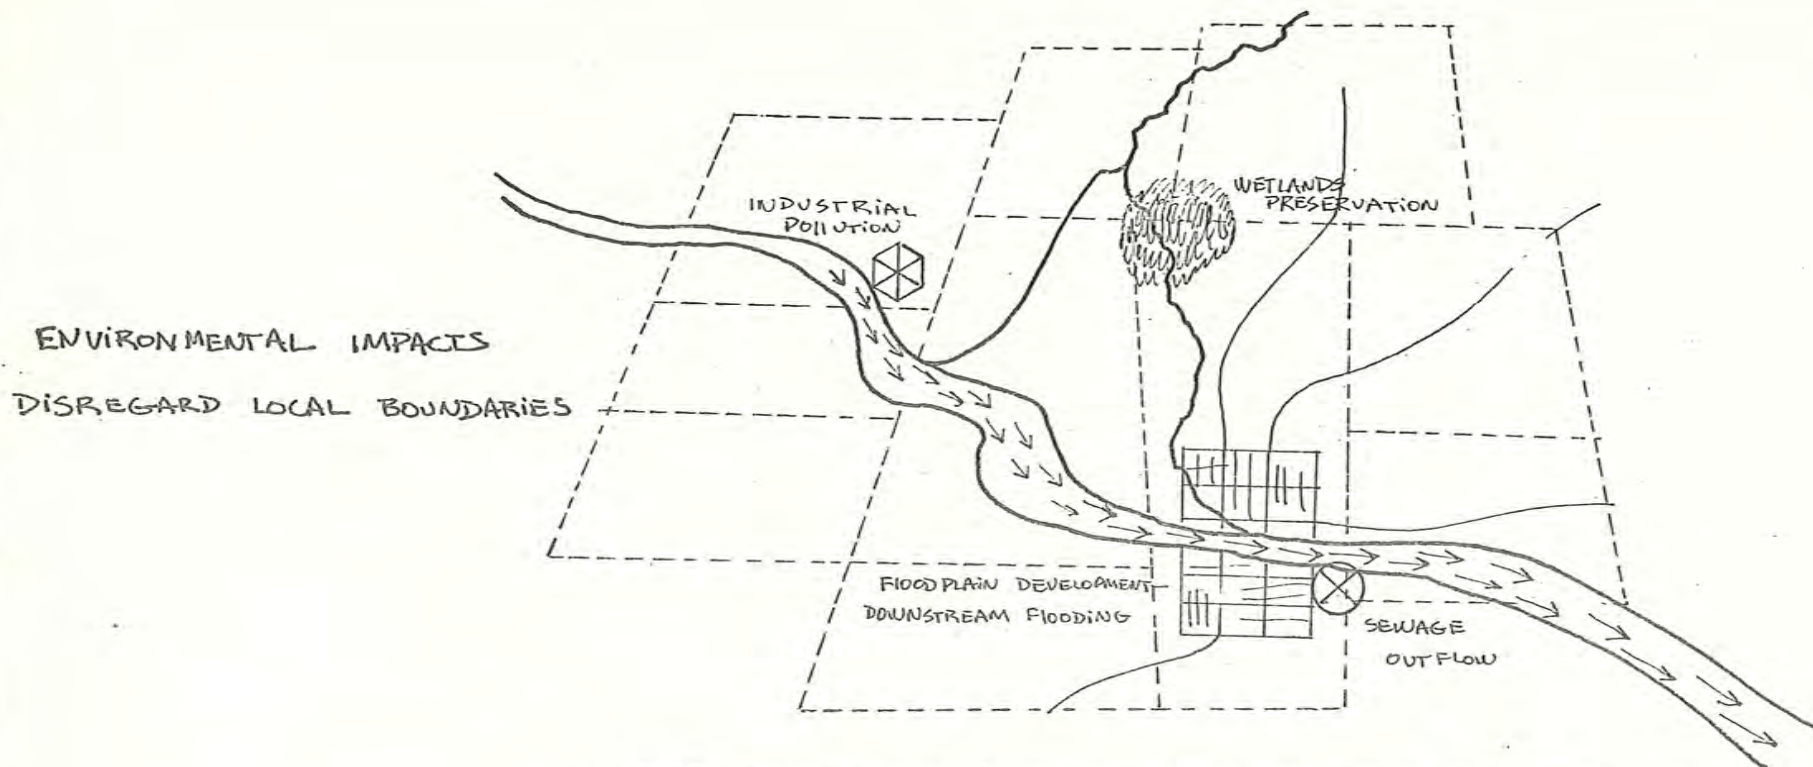 INDUSTRIAL
POLLUTION
WETLANDS
PRESERVATION
ENVIRONMENTAL IMPACTS
DISREGARD LOCAL BOUNDARIES
FLOODPLAIN DEVELOPMENT
DOWNSTREAM FLOODING
SEWAGE
OUTFLOW